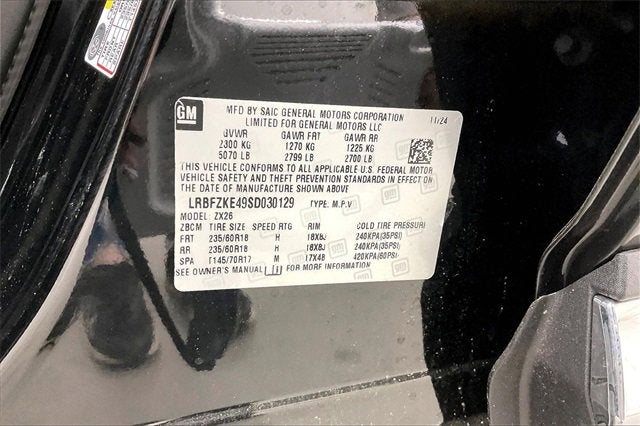 GM
MFD BY SAIC GENERAL MOTORS CORPORATION 11/24
LIMITED FOR GENERAL MOTORS LLC
GVWR GAWR FRT GAWR RR
2300 KG 1270 KG 1225 KG
5070 LB 2799 LB 2700 LB
THIS VEHICLE CONFORMS TO ALL APPLICABLE U.S. FEDERAL MOTOR
VEHICLE SAFETY AND THEFT PREVENTION STANDARDS IN EFFECT ON
THE DATE OF MANUFACTURE SHOWN ABOVE.
LRBFZKE49SD030129 TYPE: M.P.V
MODEL: ZX26
ZBCM TIRE SIZE SPEED RTG RIM COLD TIRE PRESSURE
FRT 235/60R18 H 18X8J 240KPA(35PSI)
RR 235/60R18 H 18X8J 240KPA(35PSI)
SPA T145/70R17 M 17X4B 420KPA(60PSI)
SEE OWNER'S MANUAL [i] FOR MORE INFORMATION